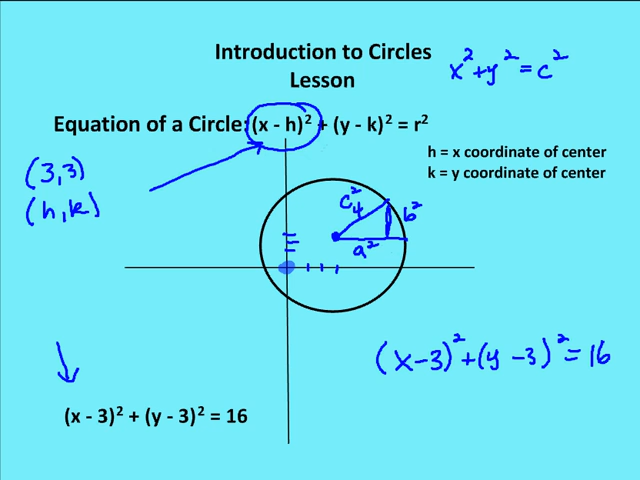 Introduction to Circles
Lesson
x² + y² = c²
Equation of a Circle: (x - h)² + (y - k)² = r²
h = x coordinate of center
k = y coordinate of center
(3,3)
(h,k)
c²
4
b²
a²
(x-3)² + (y-3)² = 16
(x - 3)² + (y - 3)² = 16